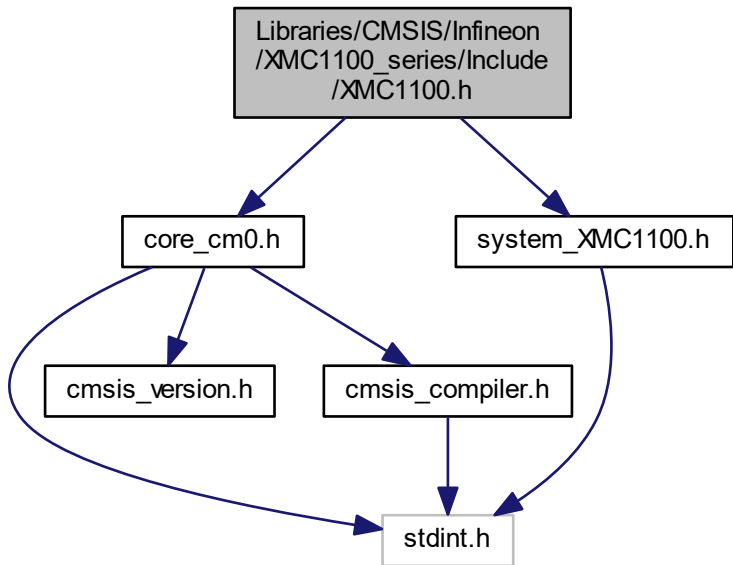 Libraries/CMSIS/Infineon
/XMC1100_series/Include
/XMC1100.h
core_cm0.h
system_XMC1100.h
cmsis_version.h
cmsis_compiler.h
stdint.h